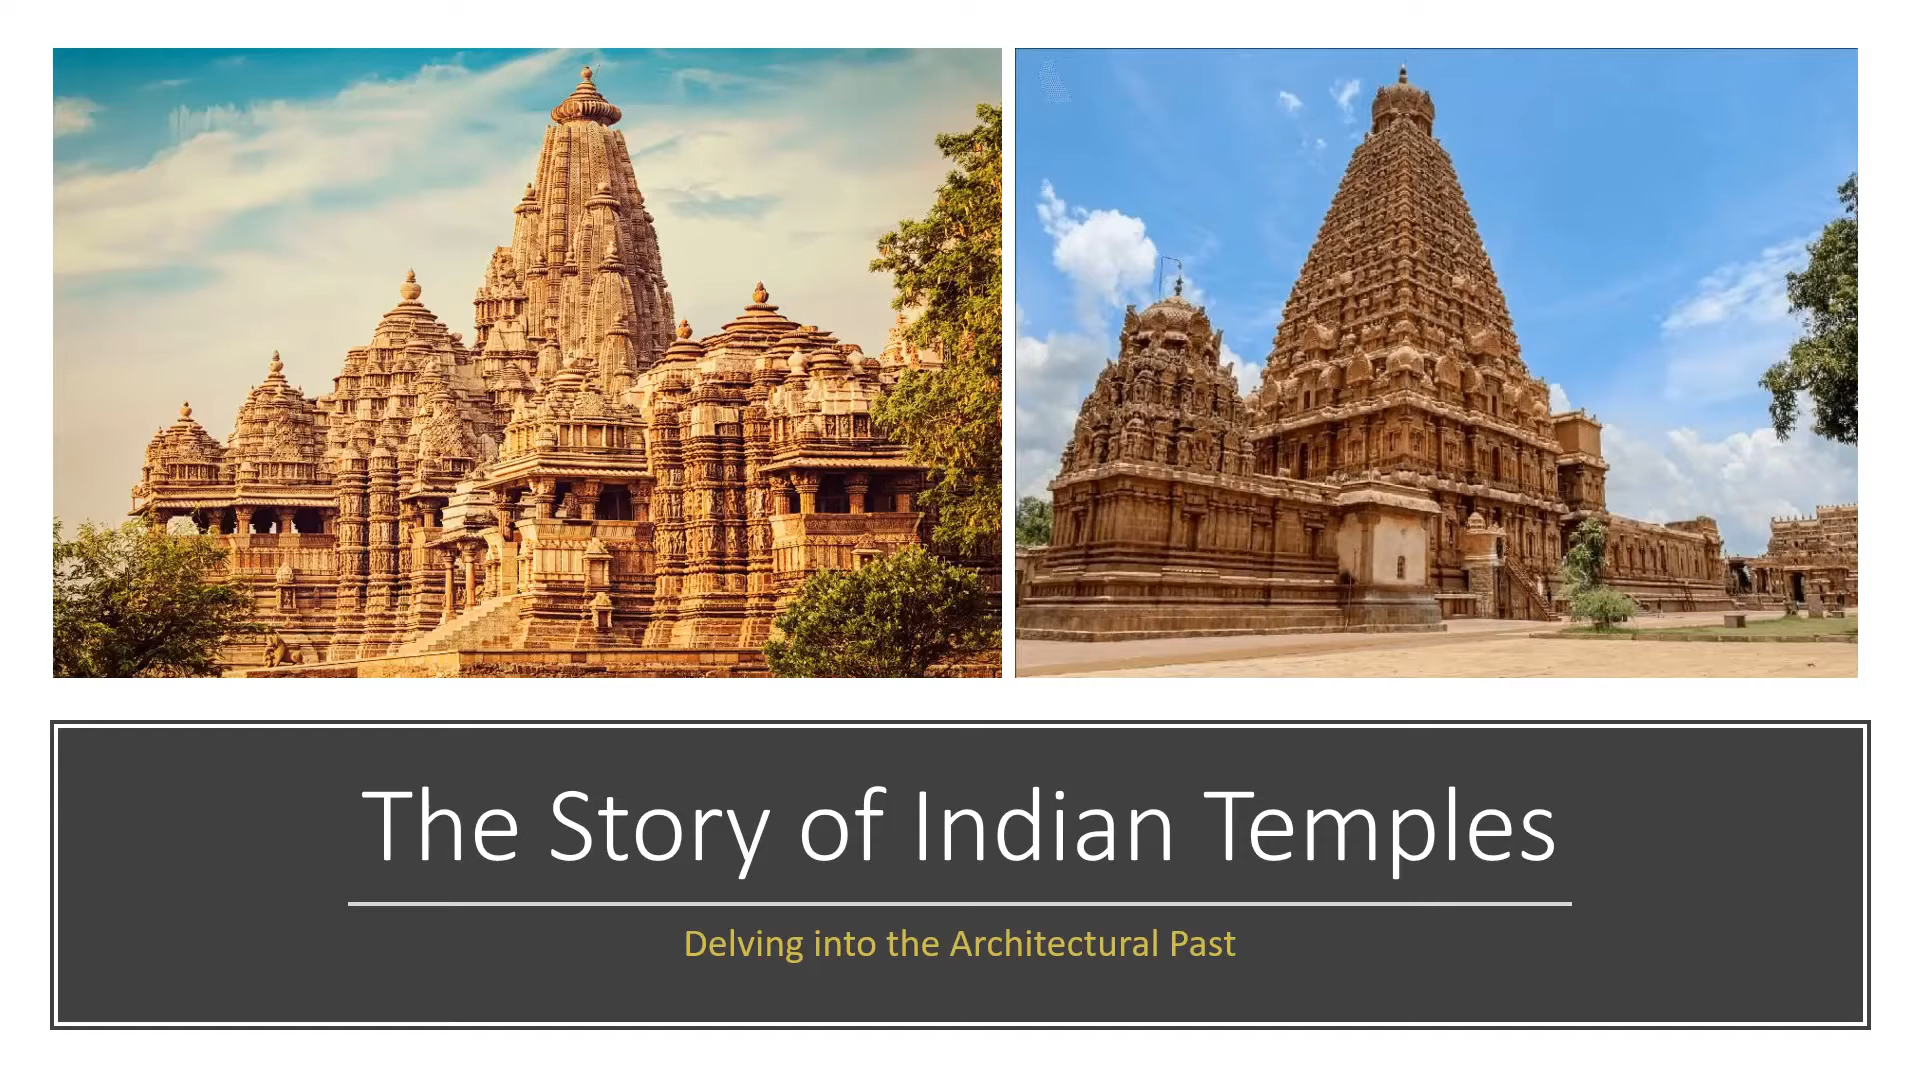 The Story of Indian Temples
Delving into the Architectural Past